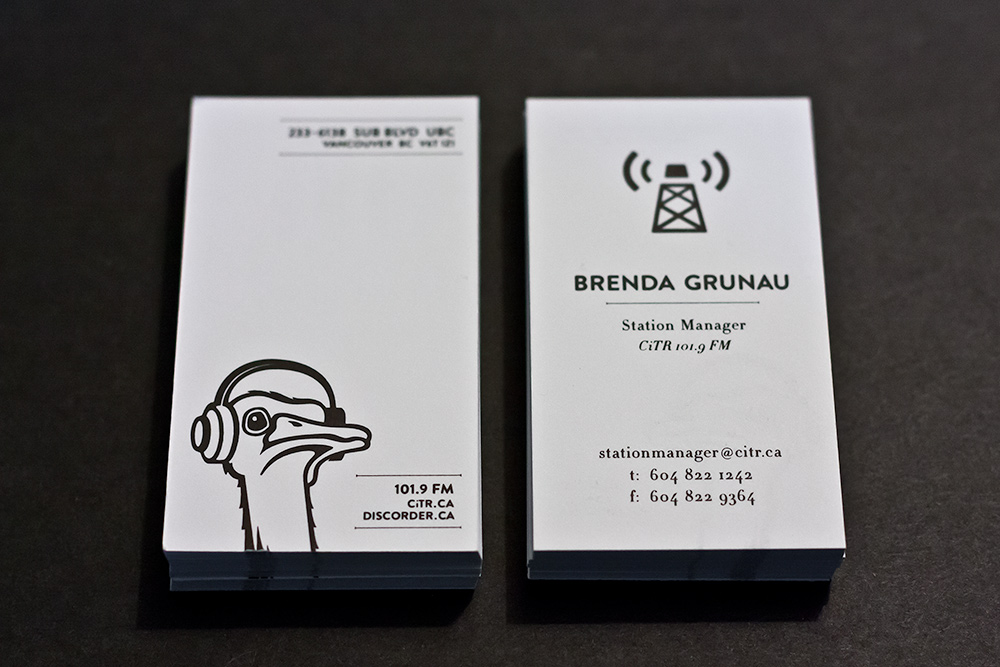 233-6138 SUB BLVD UBC
VANCOUVER BC V6T 1Z1
101.9 FM
CiTR.CA
DISCORDER.CA
BRENDA GRUNAU
Station Manager
CiTR 101.9 FM
stationmanager@citr.ca
t: 604 822 1242
f: 604 822 9364